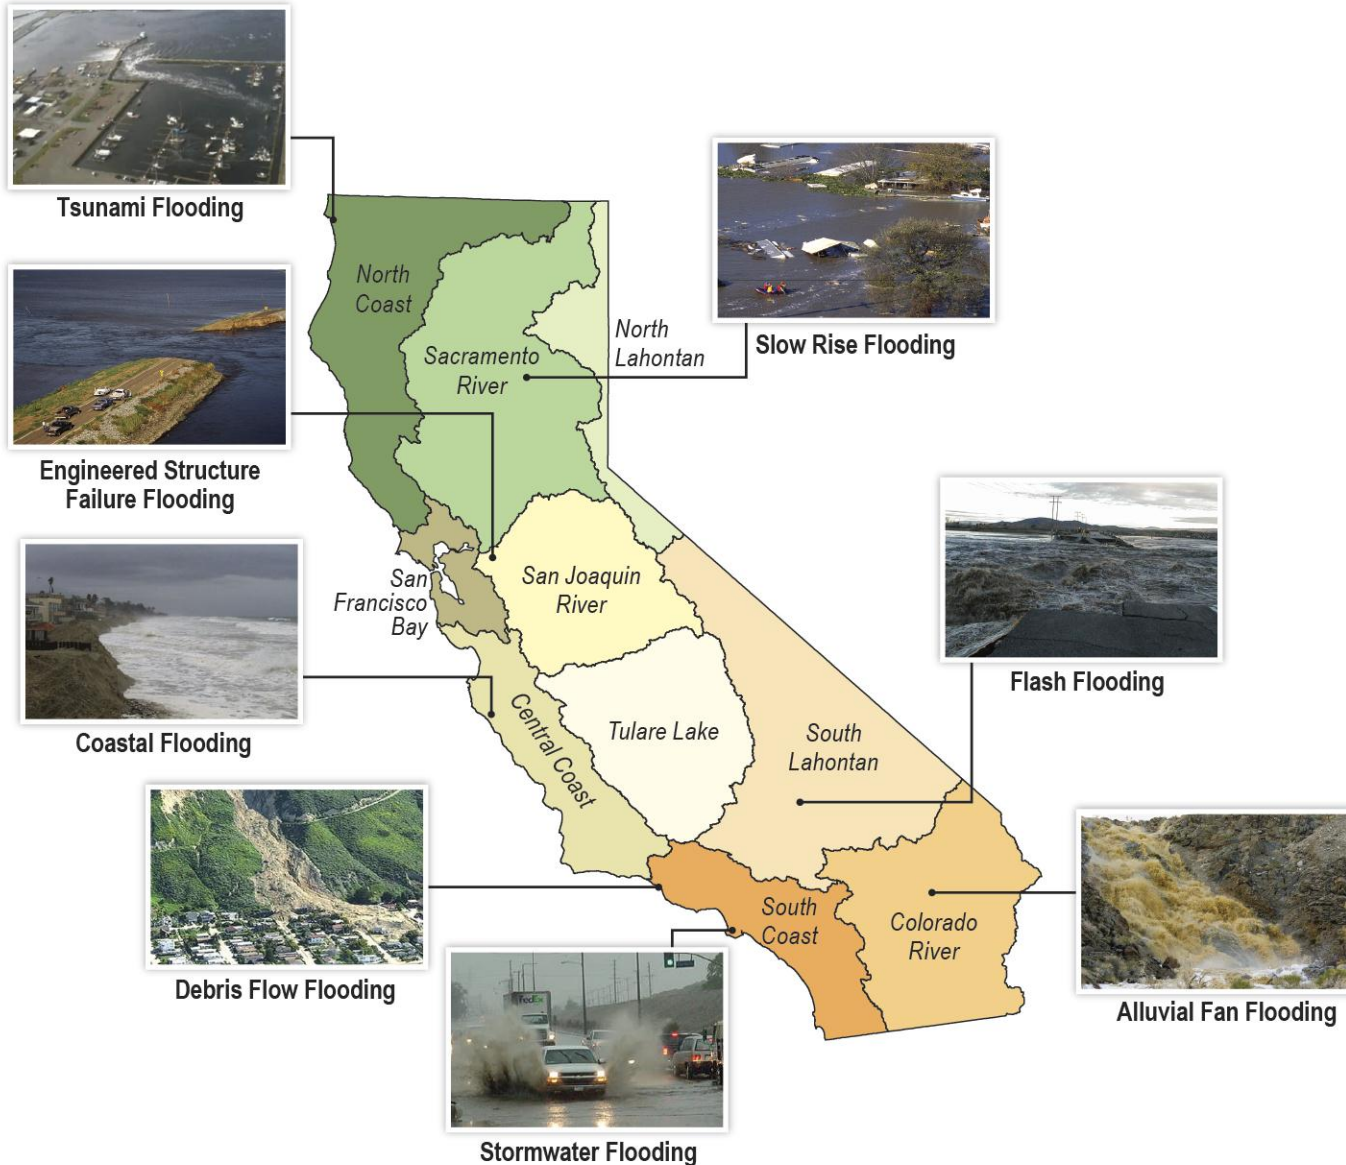 Tsunami Flooding
Engineered Structure
Failure Flooding
Coastal Flooding
Debris Flow Flooding
FedEx
Stormwater Flooding
Slow Rise Flooding
Flash Flooding
Alluvial Fan Flooding
North
Coast
Sacramento
River
North
Lahontan
San
Francisco
Bay
San Joaquin
River
Central Coast
Tulare Lake
South
Lahontan
South
Coast
Colorado
River